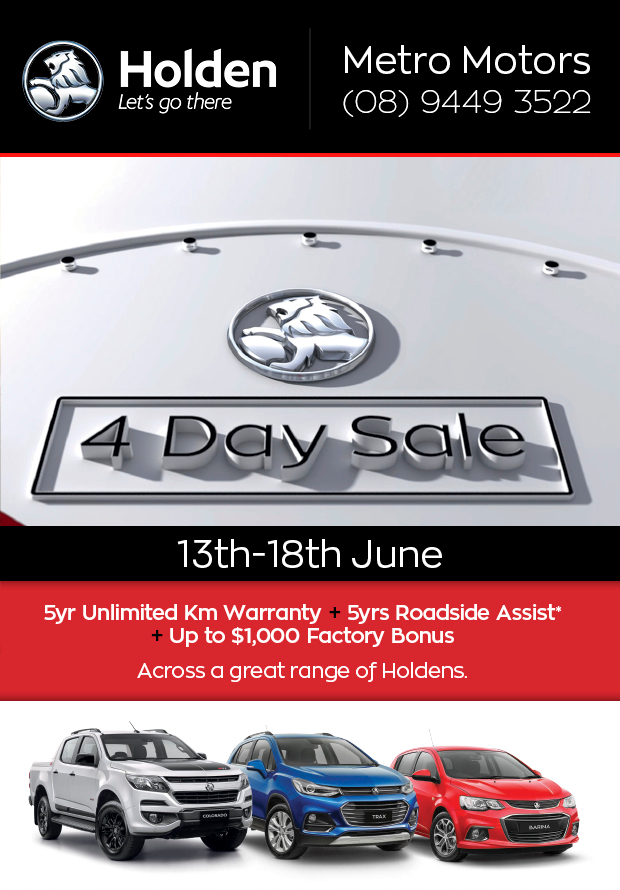 Holden
Let's go there
Metro Motors
(08) 9449 3522
4 Day Sale
13th-18th June
5yr Unlimited Km Warranty + 5yrs Roadside Assist*
+ Up to $1,000 Factory Bonus
Across a great range of Holdens.
COLORADO
TRAX
BARINA